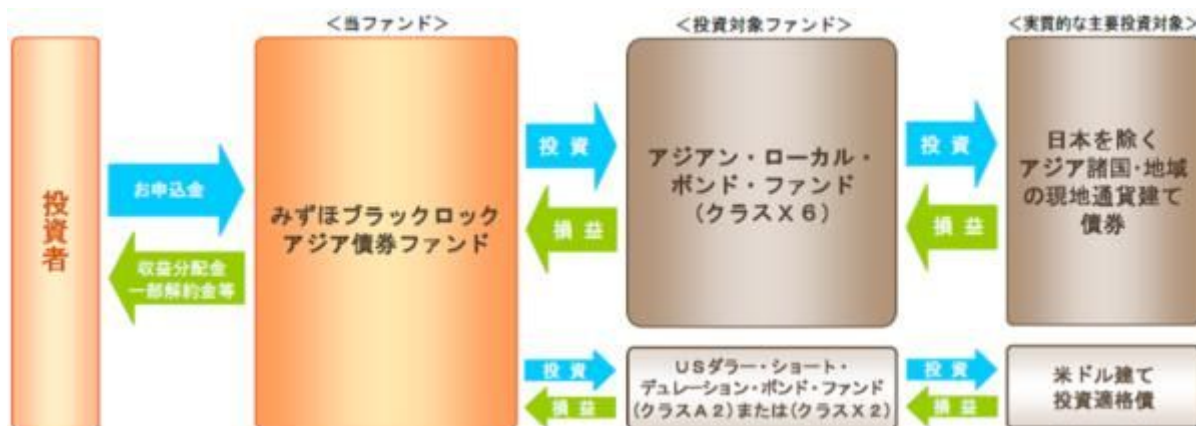 ＜当ファンド＞
＜投資対象ファンド＞
＜実質的な主要投資対象＞
投資者
お申込金
収益分配金
一部解約金等
みずほブラックロック
アジア債券ファンド
投資
損益
アジアン・ローカル・
ボンド・ファンド
（クラスX6）
投資
損益
日本を除く
アジア諸国・地域
の現地通貨建て
債券
投資
損益
USダラー・ショート・
デュレーション・ボンド・ファンド
（クラスA2）または（クラスX2）
投資
損益
米ドル建て
投資適格債